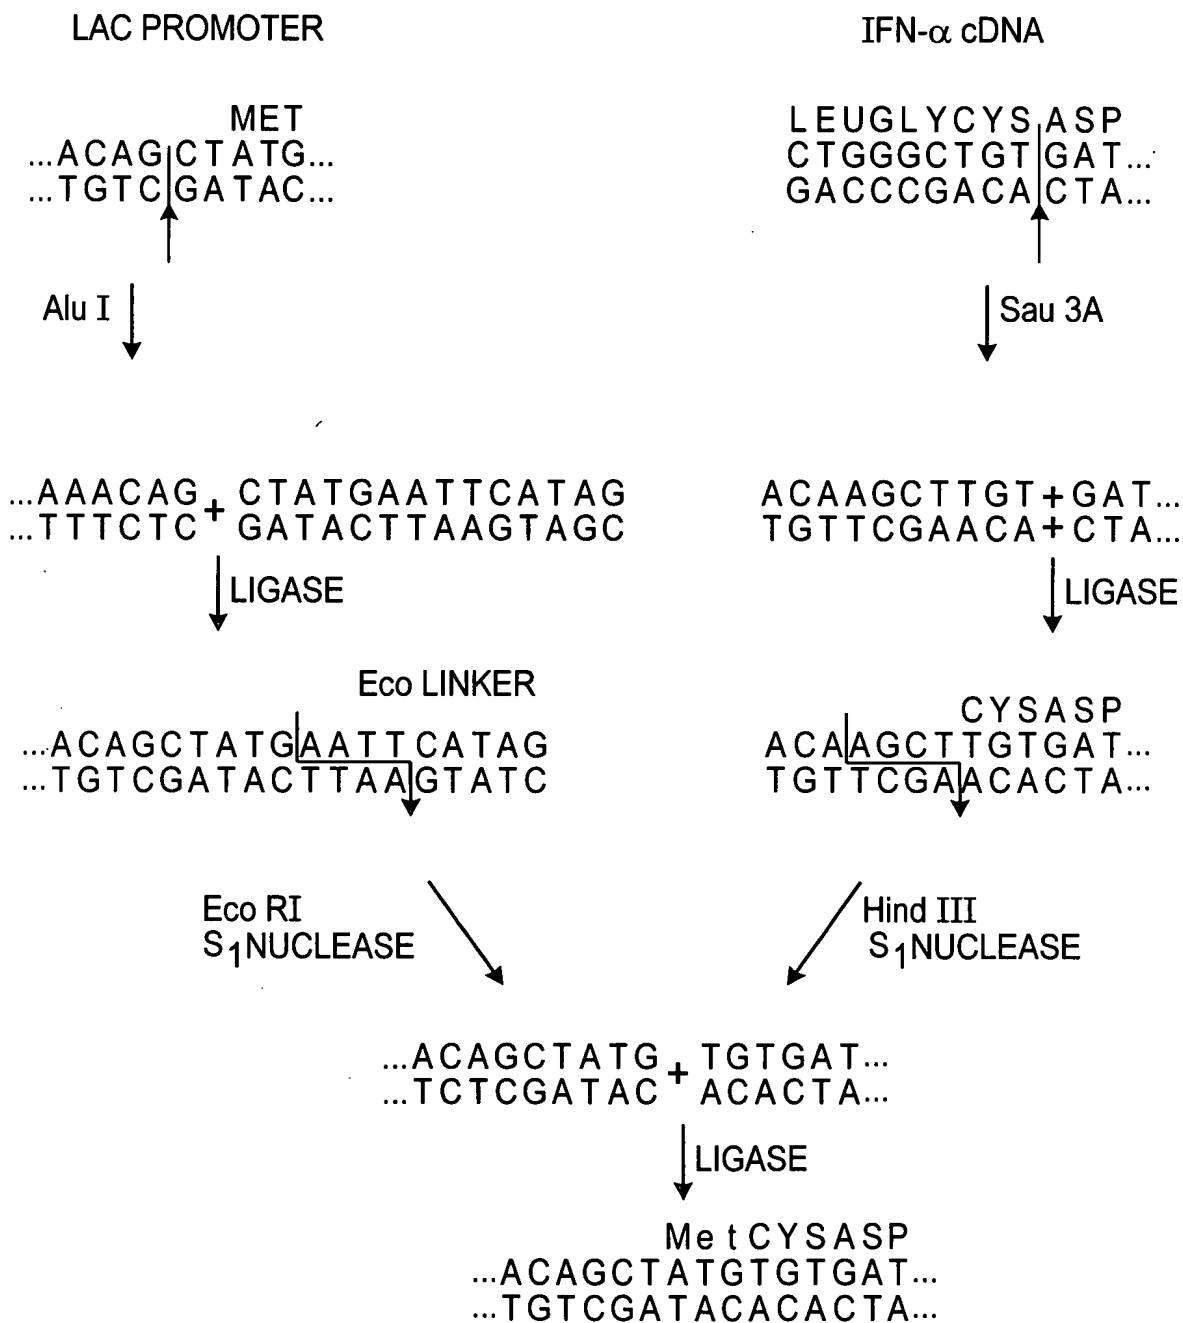 LAC PROMOTER
IFN-α cDNA
MET
...ACAGCTATG...
...TGTCGATAC...
LEUGLYCYSASP
CTGGGCTGTGAT...
GACCCGACACTA...
Alu I
Sau 3A
...AAACAG + CTATGAATTCATAG
...TTTCTC GATACTTAAGTAGC
ACAAGCTTGT+GAT...
TGTTCGAACA+CTA...
LIGASE
LIGASE
Eco LINKER
...ACAGCTATGAATTCATAG
...TGTCGATACTTAAGTATC
CYSASP
ACAAGCTTGTGAT...
TGTTCGAACACTA...
Eco RI
S1NUCLEASE
Hind III
S1NUCLEASE
...ACAGCTATG + TGTGAT...
...TCTCGATAC ACACTA...
LIGASE
MetCYSASP
...ACAGCTATGTGTGAT...
...TGTCGATACACACTA...